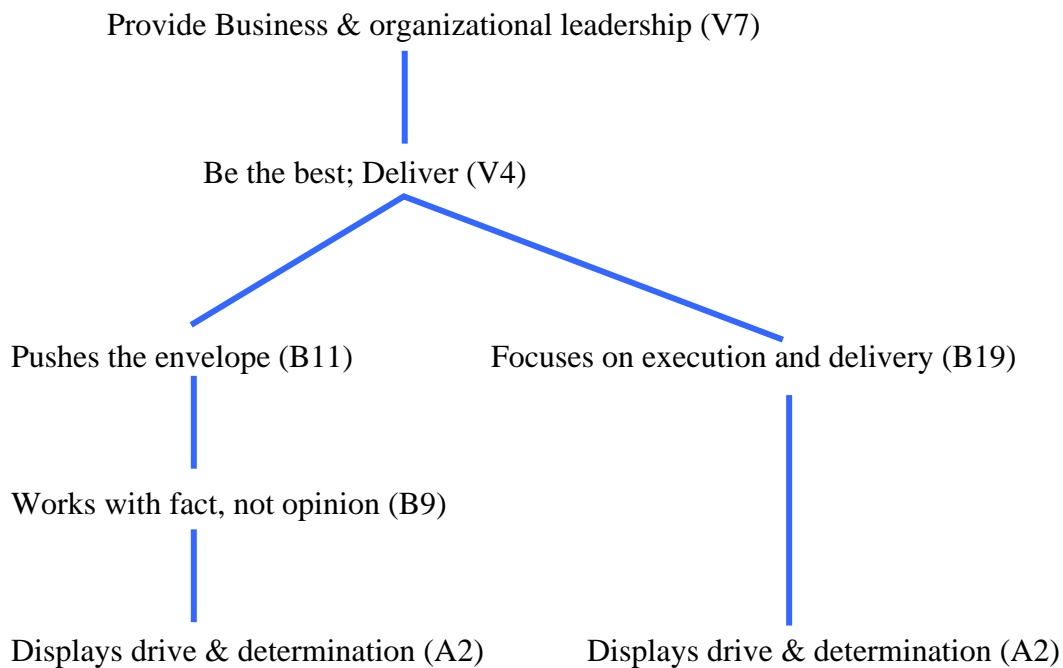 Provide Business & organizational leadership (V7)
Be the best; Deliver (V4)
Pushes the envelope (B11)
Focuses on execution and delivery (B19)
Works with fact, not opinion (B9)
Displays drive & determination (A2)
Displays drive & determination (A2)